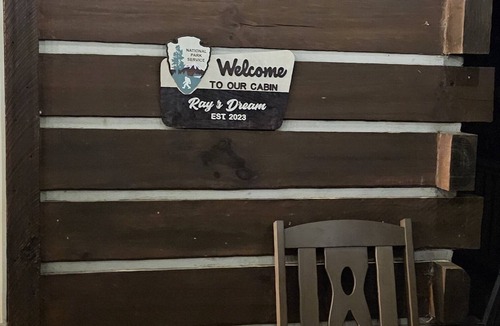 NATIONAL
PARK
SERVICE
Welcome
TO OUR CABIN
Ray's Dream
EST. 2023